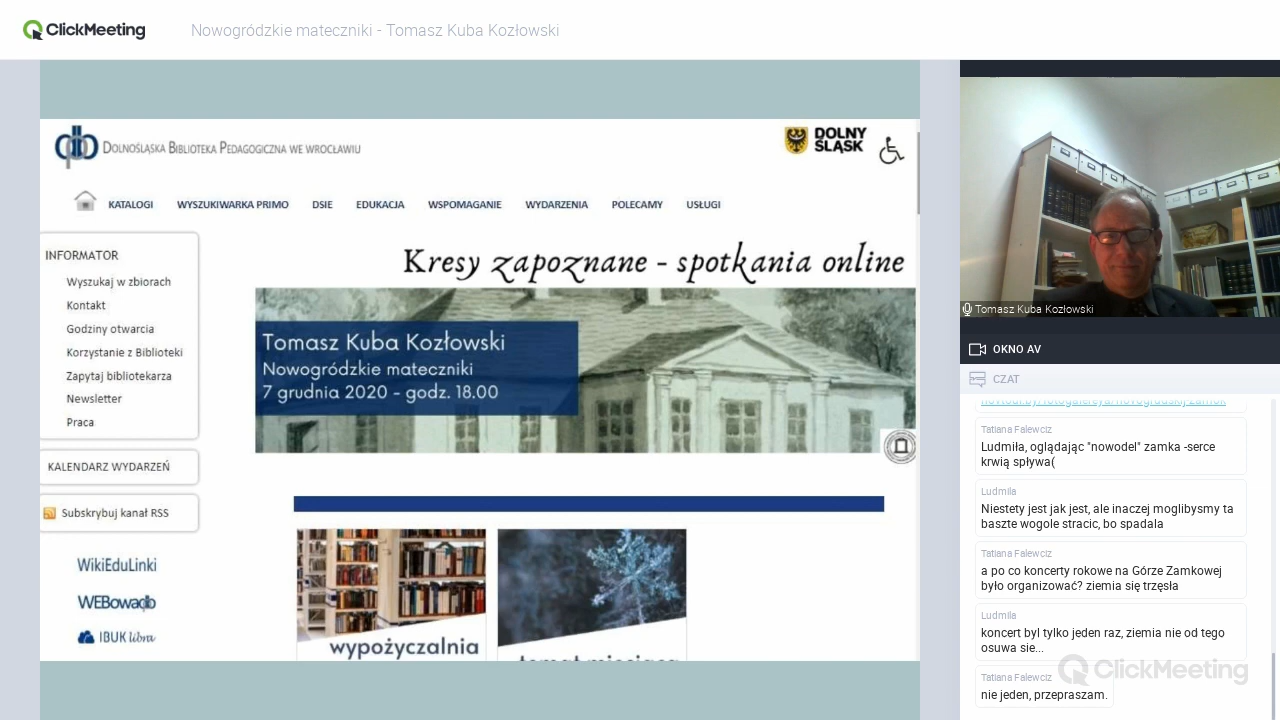 ClickMeeting
Nowogródzkie mateczniki - Tomasz Kuba Kozłowski
DOLNOŚLĄSKA BIBLIOTEKA PEDAGOGICZNA WE WROCŁAWIU
DOLNY
ŚLĄSK
KATALOGI WYSZUKIWARKA PRIMO DSIE EDUKACJA WSPOMAGANIE WYDARZENIA POLECAMY USŁUGI
INFORMATOR
Wyszukaj w zbiorach
Kontakt
Godziny otwarcia
Korzystanie z Biblioteki
Zapytaj bibliotekarza
Newsletter
Praca
KALENDARZ WYDARZEŃ
Subskrybuj kanał RSS
WikiEduLinki
WEBowadb
IBUK libra
Kresy zapoznane - spotkania online
Tomasz Kuba Kozłowski
Nowogródzkie mateczniki
7 grudnia 2020 - godz. 18.00
wypożyczalnia
temat miesiąca
Tomasz Kuba Kozłowski
OKNO AV
CZAT
Tatiana Falewciz
Ludmiła, oglądając "nowodel" zamka -serce
krwią spływa(
Ludmila
Niestety jest jak jest, ale inaczej moglibysmy ta
baszte wogole stracic, bo spadala
Tatiana Falewciz
a po co koncerty rokowe na Górze Zamkowej
było organizować? ziemia się trzęsła
Ludmila
koncert byl tylko jeden raz, ziemia nie od tego
osuwa sie...
Tatiana Falewciz
nie jeden, przepraszam.
ClickMeeting